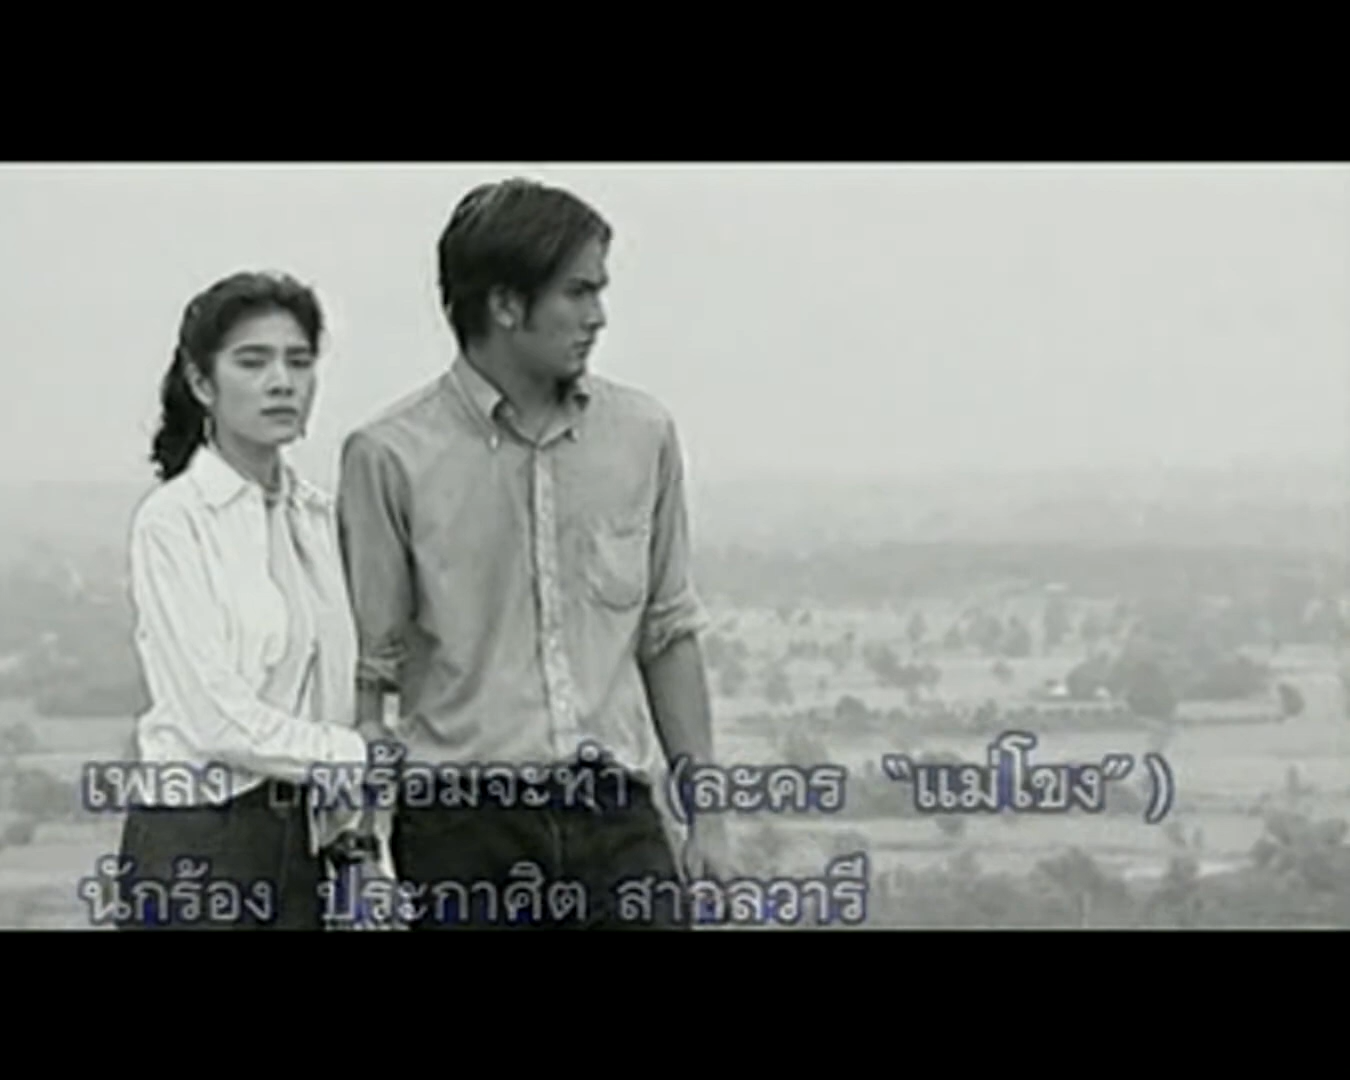 เพลง พร้อมจะทำ (ละคร “แม่โขง”)
นักร้อง ประกาศิต สากลวารี